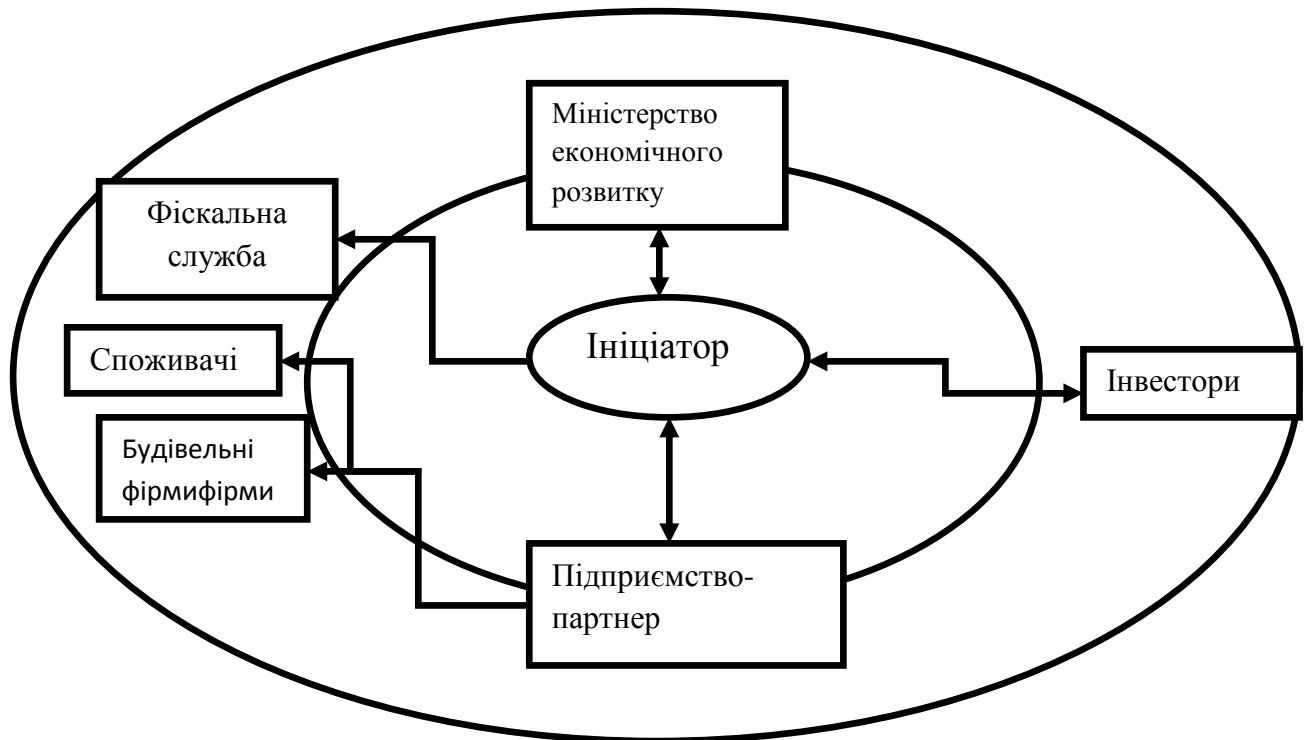 Міністерство
економічного
розвитку
Фіскальна
служба
Ініціатор
Споживачі
Інвестори
Будівельні
фірмифірми
Підприємство-
партнер